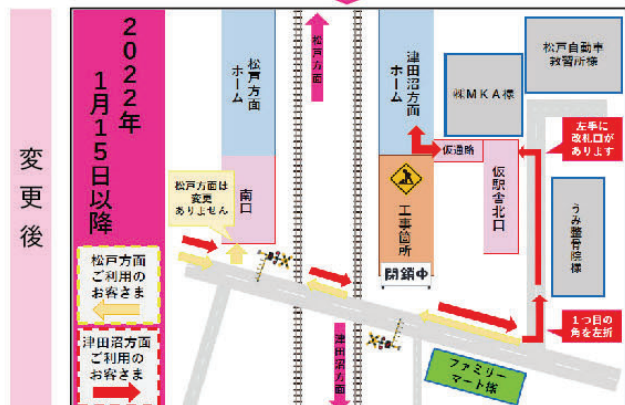 変更後
2022年
1月15日以降
松戸方面
ご利用の
お客さま
津田沼方面
ご利用の
お客さま
松戸方面
ホーム
南口
松戸方面は
変更
ありません
松戸方面
津田沼方面
津田沼方面
ホーム
工事箇所
閉鎖中
仮通路
仮駅舎北口
㈱MKA様
松戸自動車
教習所様
左手に
改札口が
あります
うみ整骨院様
1つ目の
角を左折
ファミリー
マート様